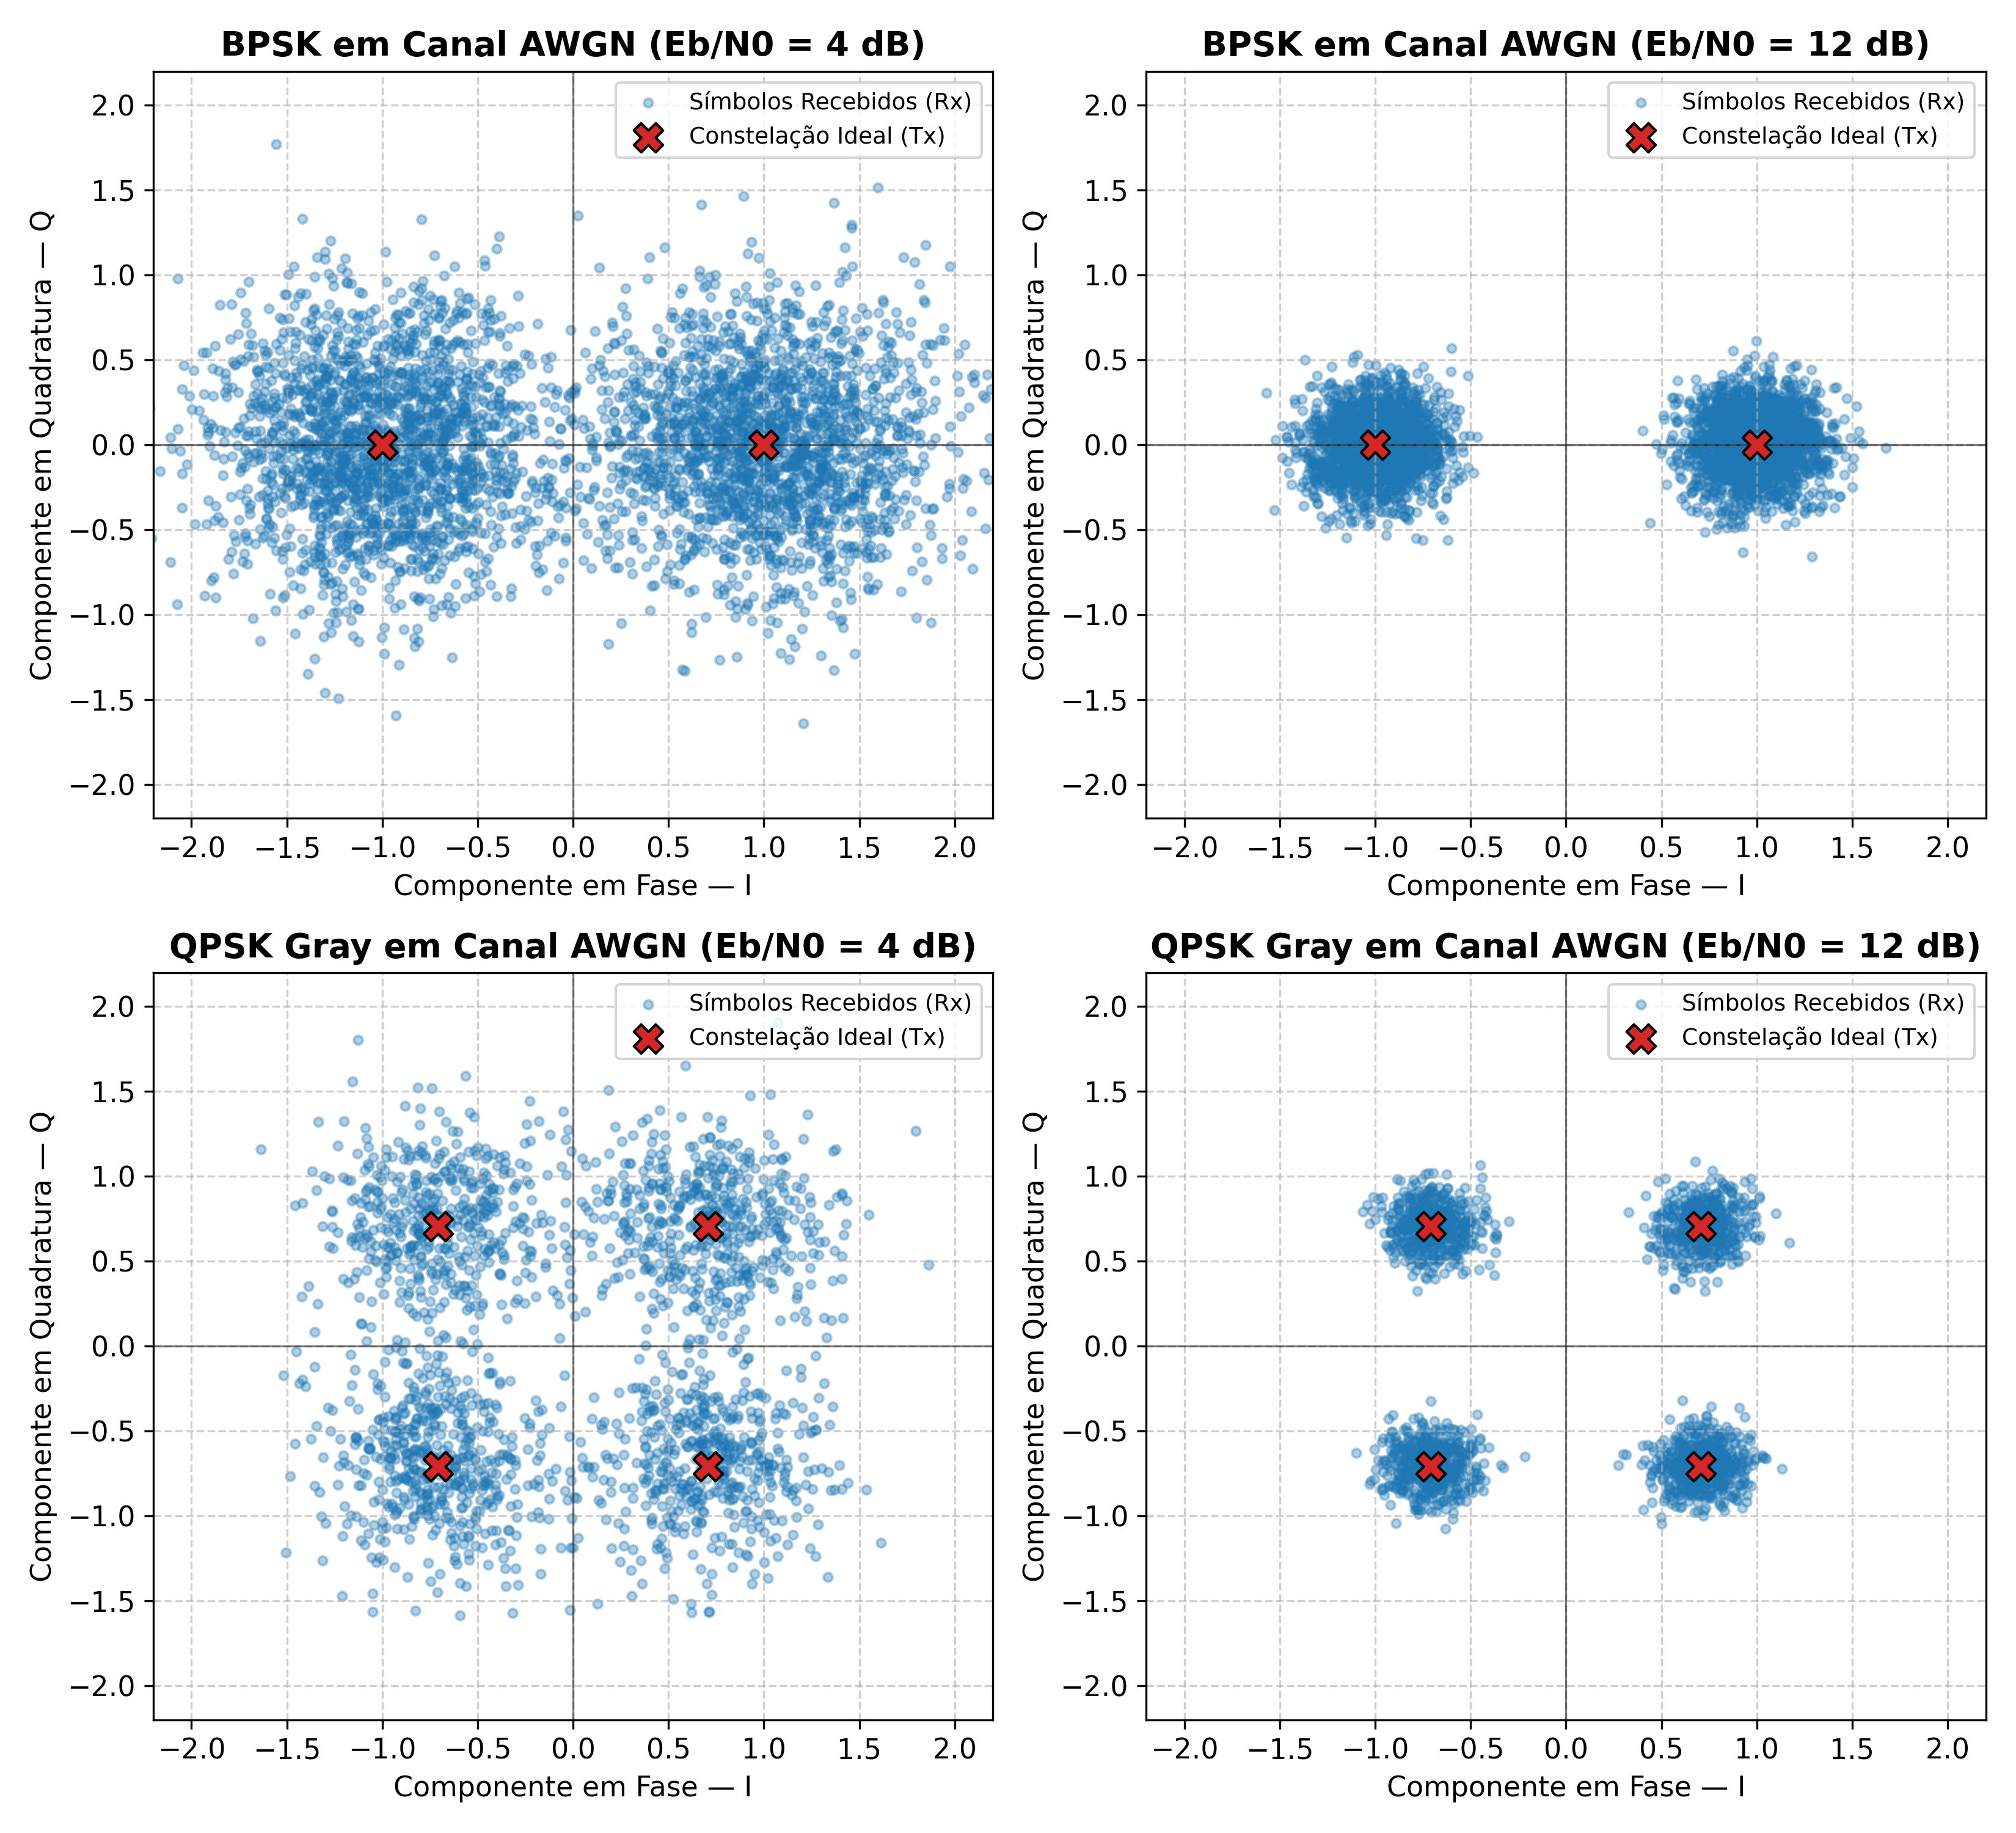 BPSK em Canal AWGN (Eb/N0 = 4 dB)
Símbolos Recebidos (Rx)
Constelação Ideal (Tx)
Componente em Quadratura — Q
2.0
1.5
1.0
0.5
0.0
−0.5
−1.0
−1.5
−2.0
−2.0 −1.5 −1.0 −0.5 0.0 0.5 1.0 1.5 2.0
Componente em Fase — I
BPSK em Canal AWGN (Eb/N0 = 12 dB)
Símbolos Recebidos (Rx)
Constelação Ideal (Tx)
Componente em Quadratura — Q
2.0
1.5
1.0
0.5
0.0
−0.5
−1.0
−1.5
−2.0
−2.0 −1.5 −1.0 −0.5 0.0 0.5 1.0 1.5 2.0
Componente em Fase — I
QPSK Gray em Canal AWGN (Eb/N0 = 4 dB)
Símbolos Recebidos (Rx)
Constelação Ideal (Tx)
Componente em Quadratura — Q
2.0
1.5
1.0
0.5
0.0
−0.5
−1.0
−1.5
−2.0
−2.0 −1.5 −1.0 −0.5 0.0 0.5 1.0 1.5 2.0
Componente em Fase — I
QPSK Gray em Canal AWGN (Eb/N0 = 12 dB)
Símbolos Recebidos (Rx)
Constelação Ideal (Tx)
Componente em Quadratura — Q
2.0
1.5
1.0
0.5
0.0
−0.5
−1.0
−1.5
−2.0
−2.0 −1.5 −1.0 −0.5 0.0 0.5 1.0 1.5 2.0
Componente em Fase — I